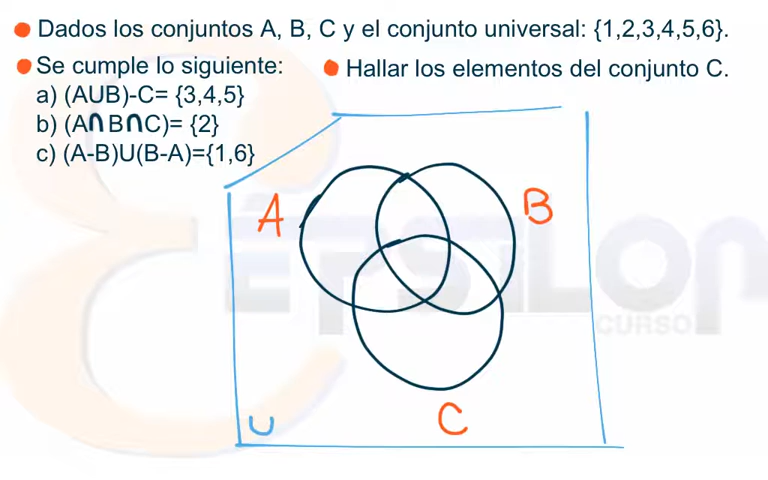 Dados los conjuntos A, B, C y el conjunto universal: {1,2,3,4,5,6}.
Se cumple lo siguiente:
Hallar los elementos del conjunto C.
a) (AUB)-C= {3,4,5}
b) (A∩B∩C)= {2}
c) (A-B)U(B-A)={1,6}
A
B
C
U
ÉPSILON
CURSO